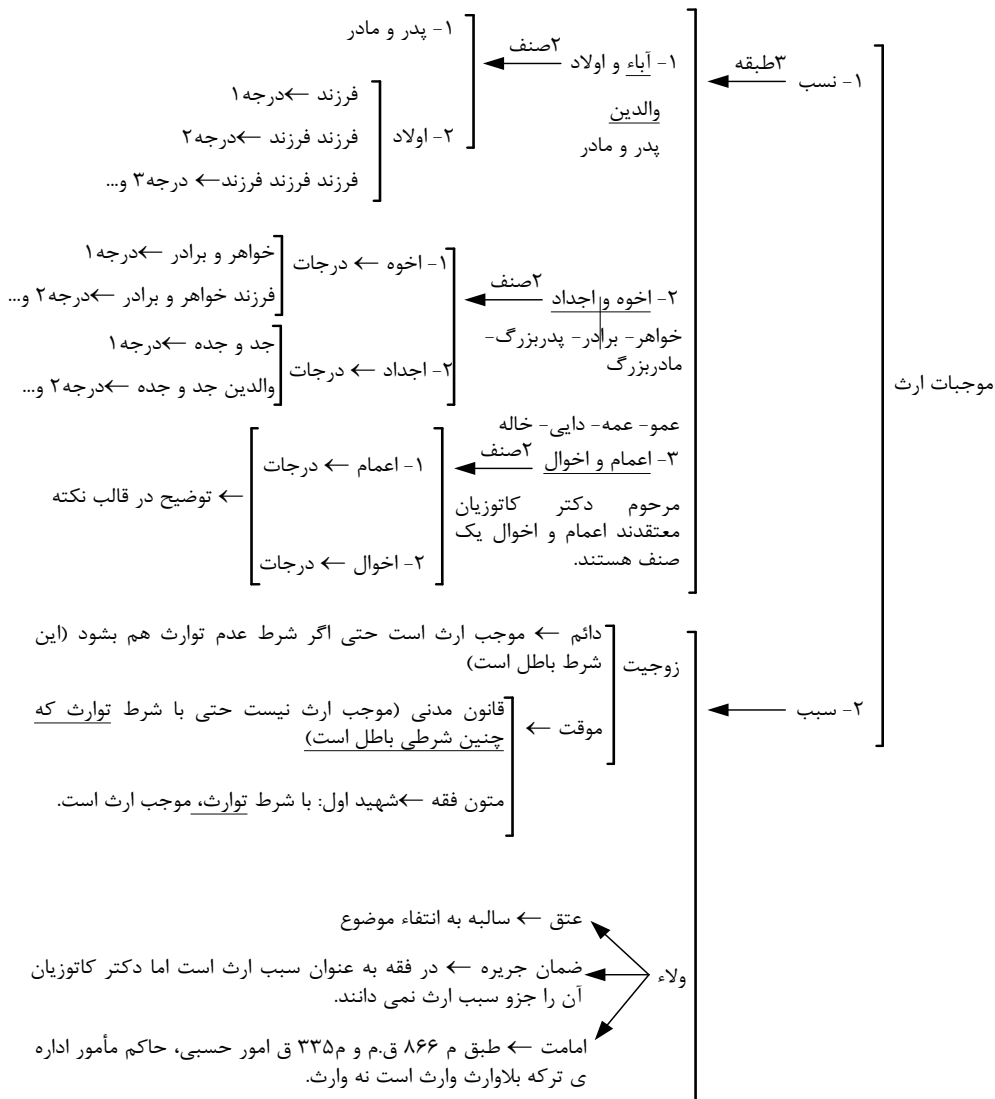 موجبات ارث
۱- نسب
۳طبقه
۱- آباء و اولاد
والدین
پدر و مادر
۲صنف
۱- پدر و مادر
۲- اولاد
فرزند ←درجه۱
فرزند فرزند ←درجه۲
فرزند فرزند فرزند← درجه۳ و...
۲- اخوه و اجداد
خواهر- برادر- پدربزرگ-
مادربزرگ
۲صنف
۱- اخوه ← درجات
خواهر و برادر ←درجه۱
فرزند خواهر و برادر ←درجه۲ و...
۲- اجداد ← درجات
جد و جده ←درجه۱
والدین جد و جده ←درجه۲ و...
عمو- عمه- دایی- خاله
۳- اعمام و اخوال
۲صنف
مرحوم دکتر کاتوزیان
معتقدند اعمام و اخوال یک
صنف هستند.
۱- اعمام ← درجات
۲- اخوال ← درجات
← توضیح در قالب نکته
۲- سبب
زوجیت
دائم ← موجب ارث است حتی اگر شرط عدم توارث هم بشود (این
شرط باطل است)
موقت ←
قانون مدنی (موجب ارث نیست حتی با شرط توارث که
چنین شرطی باطل است)
متون فقه ←شهید اول: با شرط توارث، موجب ارث است.
ولاء
عتق ← سالبه به انتفاء موضوع
ضمان جریره ← در فقه به عنوان سبب ارث است اما دکتر کاتوزیان
آن را جزو سبب ارث نمی دانند.
امامت ← طبق م ۸۶۶ ق.م و م۳۳۵ ق امور حسبی، حاکم مأمور اداره
ی ترکه بلاوارث وارث است نه وارث.